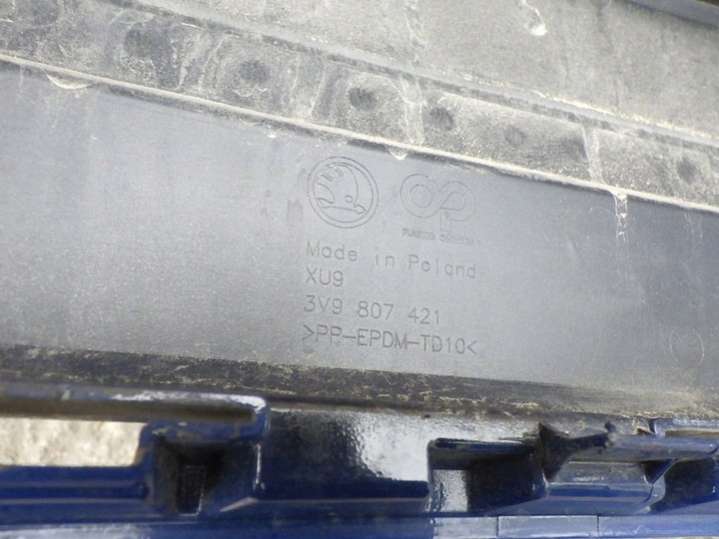 Made in Poland
XU9
3V9 807 421
>PP-EPDM-TD10<